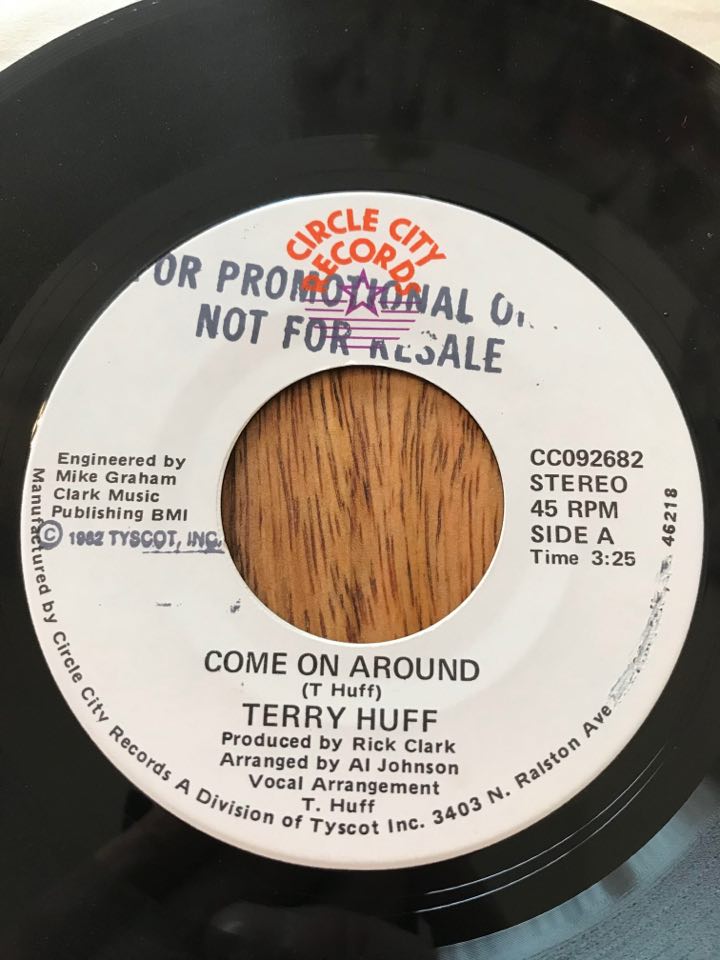 CIRCLE CITY
RECORDS
FOR PROMOTIONAL
NOT FOR RESALE
Engineered by
Mike Graham
Clark Music
Publishing BMI
© 1982 TYSCOT, INC.
CC092682
STEREO
45 RPM
SIDE A
Time 3:25
COME ON AROUND
(T Huff)
TERRY HUFF
Produced by Rick Clark
Arranged by Al Johnson
Vocal Arrangement
T. Huff
Manufactured by Circle City Records A Division of Tyscot Inc. 3403 N. Ralston Ave 46218